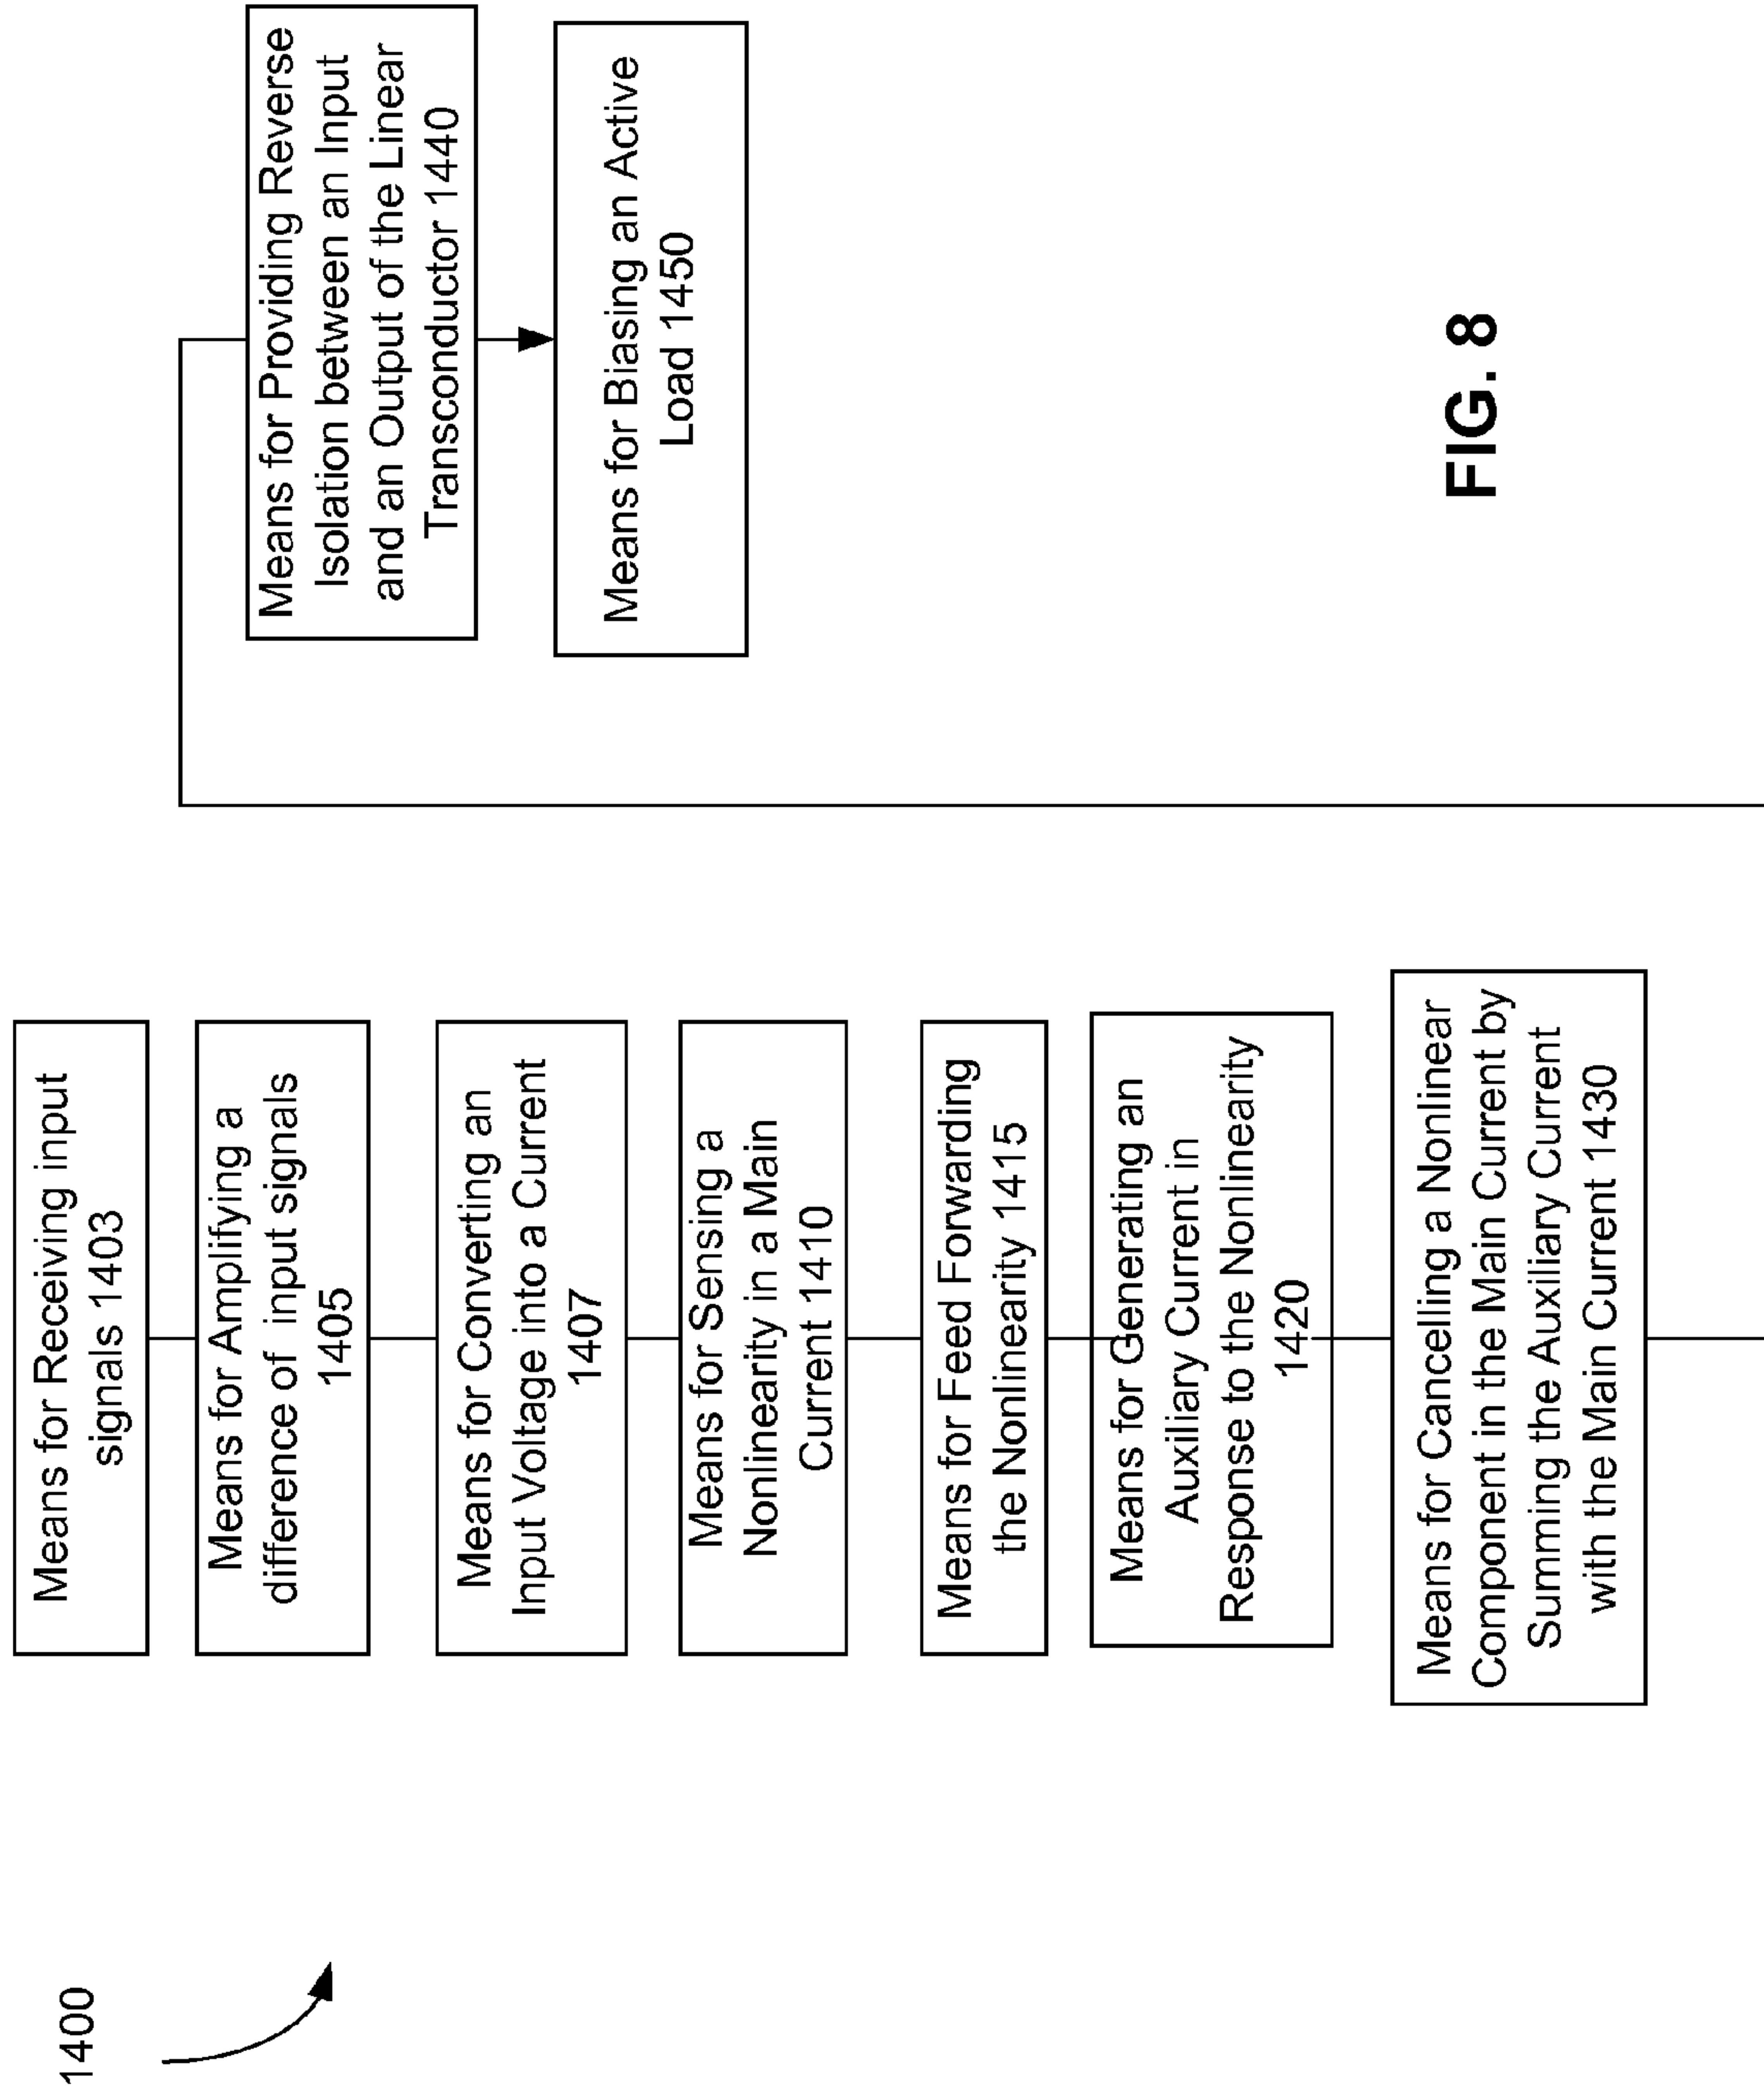 1400
Means for Receiving input
signals 1403
Means for Amplifying a
difference of input signals
1405
Means for Converting an
Input Voltage into a Current
1407
Means for Sensing a
Nonlinearity in a Main
Current 1410
Means for Feed Forwarding
the Nonlinearity 1415
Means for Generating an
Auxiliary Current in
Response to the Nonlinearity
1420
Means for Cancelling a Nonlinear
Component in the Main Current by
Summing the Auxiliary Current
with the Main Current 1430
Means for Providing Reverse
Isolation between an Input
and an Output of the Linear
Transconductor 1440
Means for Biasing an Active
Load 1450
FIG. 8